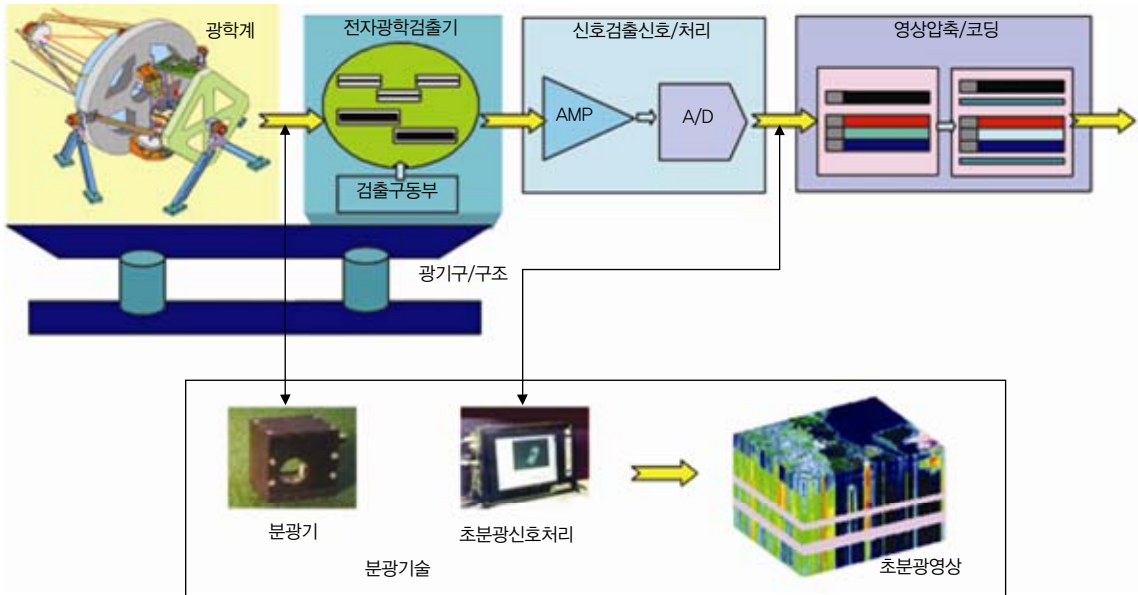 광학계
전자광학검출기
신호검출신호/처리
영상압축/코딩
AMP
A/D
검출구동부
광기구/구조
분광기
초분광신호처리
초분광영상
분광기술